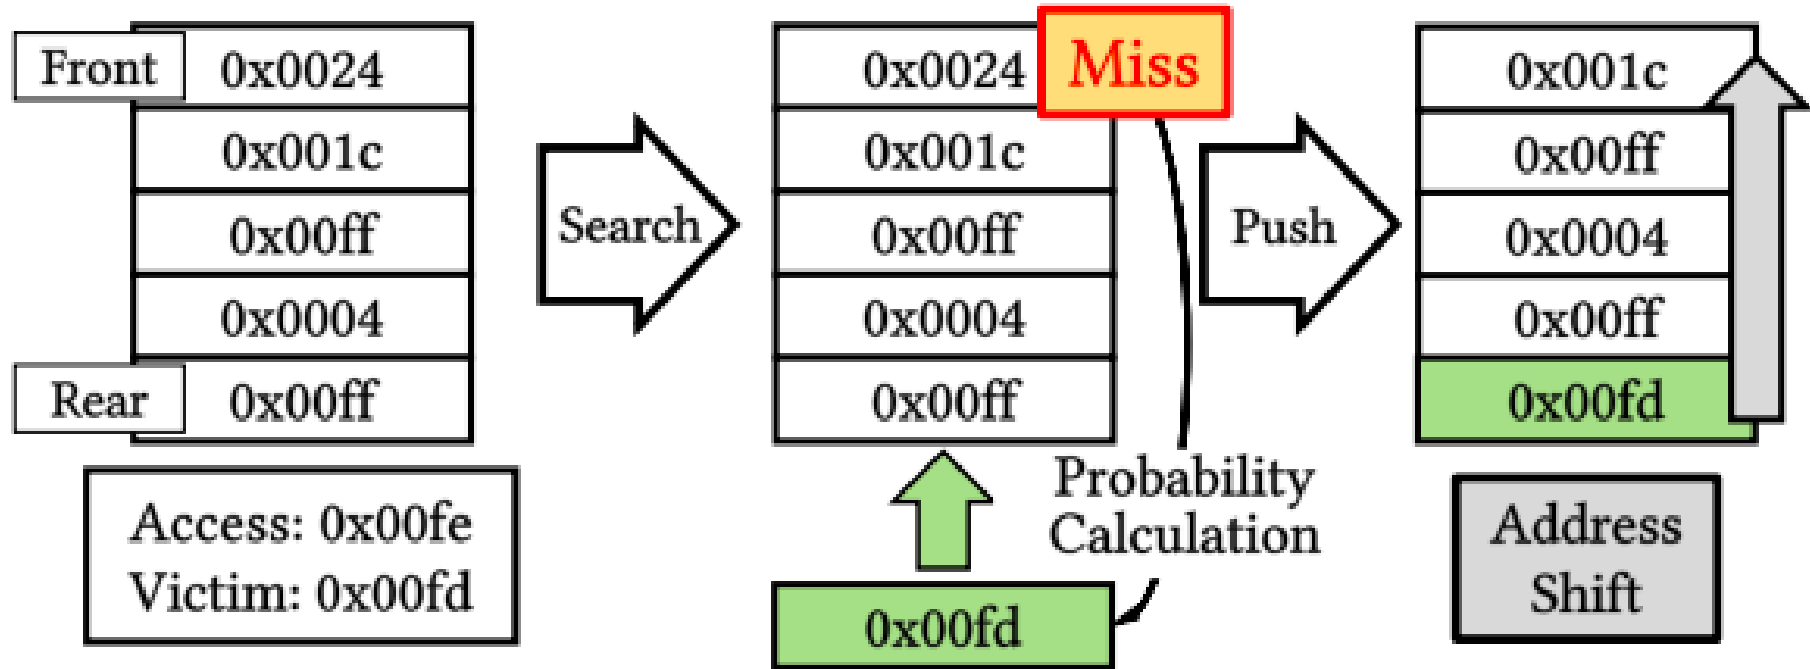 Front
0x0024
0x001c
0x00ff
0x0004
Rear
0x00ff
Access: 0x00fe
Victim: 0x00fd
Search
0x0024
Miss
0x001c
0x00ff
0x0004
0x00ff
Probability
Calculation
0x00fd
Push
0x001c
0x00ff
0x0004
0x00ff
0x00fd
Address
Shift